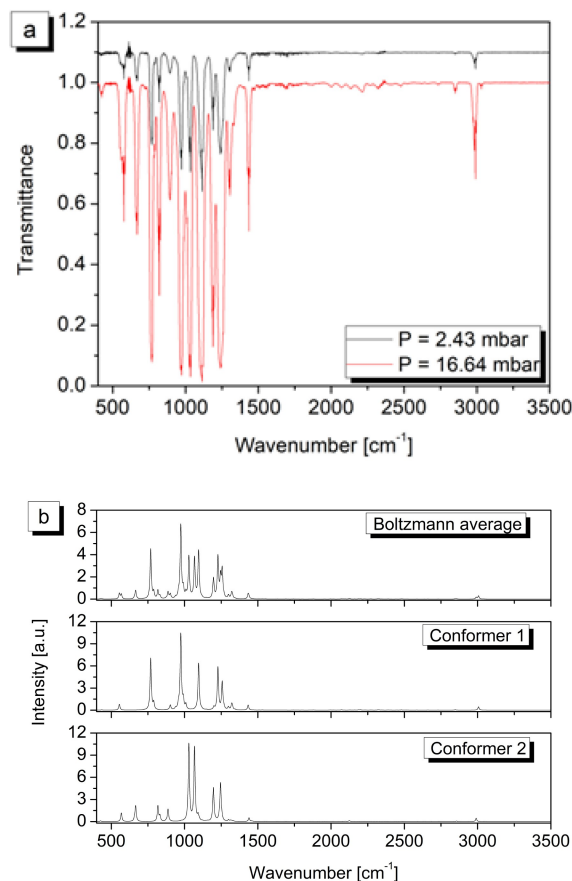 a
1.2
1.0
0.8
0.6
0.4
0.2
0.0
Transmittance
P = 2.43 mbar
P = 16.64 mbar
500 1000 1500 2000 2500 3000 3500
Wavenumber [cm⁻¹]
b
8
6
4
2
0
Boltzmann average
12
9
6
3
0
Conformer 1
Intensity [a.u.]
12
9
6
3
0
Conformer 2
500 1000 1500 2000 2500 3000 3500
Wavenumber [cm⁻¹]